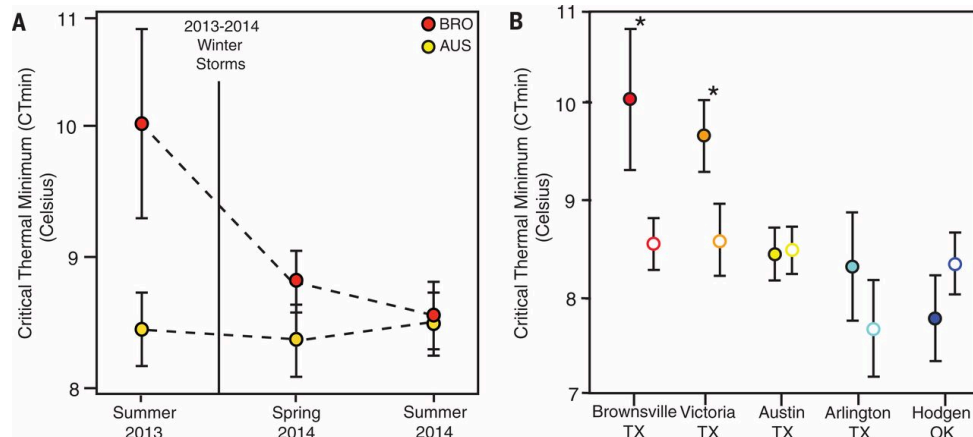 A
11
10
9
8
Critical Thermal Minimum (CTmin)
(Celsius)
2013-2014
Winter
Storms
BRO
AUS
Summer
2013
Spring
2014
Summer
2014
B
11
10
9
8
7
Critical Thermal Minimum (CTmin)
(Celsius)
*
*
Brownsville
TX
Victoria
TX
Austin
TX
Arlington
TX
Hodgen
OK